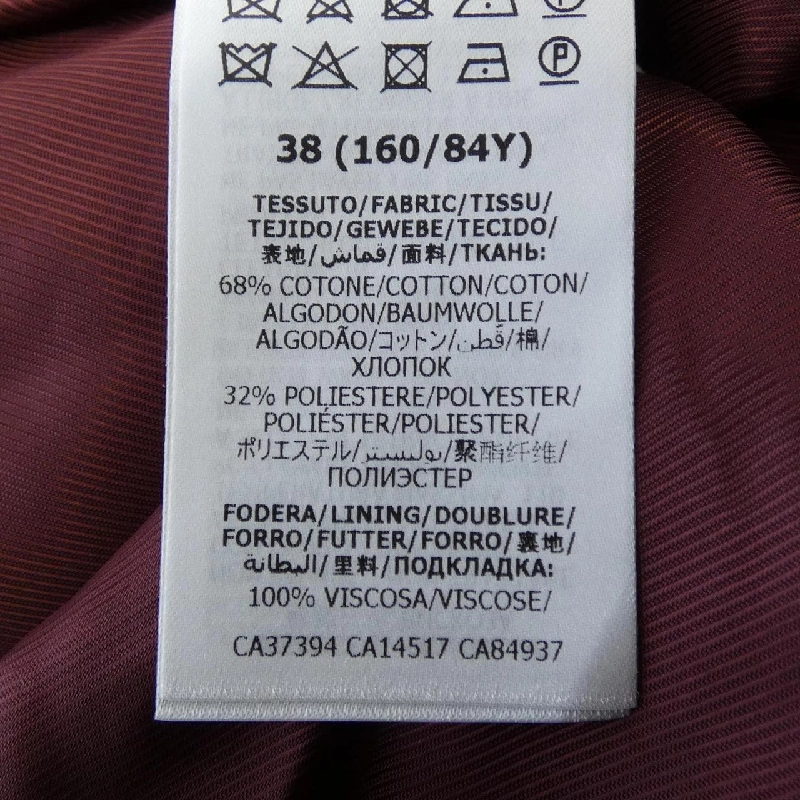 P
38 (160/84Y)
TESSUTO/FABRIC/TISSU/
TEJIDO/GEWEBE/TECIDO/
表地/قماش/面料/ТКАНЬ:
68% COTONE/COTTON/COTON/
ALGODON/BAUMWOLLE/
ALGODÃO/コットン/قطن/棉/
ХЛОПОК
32% POLIESTERE/POLYESTER/
POLIÉSTER/POLIESTER/
ポリエステル/بوليستر/聚酯纤维/
ПОЛИЭСТЕР
FODERA/LINING/DOUBLURE/
FORRO/FUTTER/FORRO/裏地/
البطانة/里料/ПОДКЛАДКА:
100% VISCOSA/VISCOSE/
CA37394 CA14517 CA84937